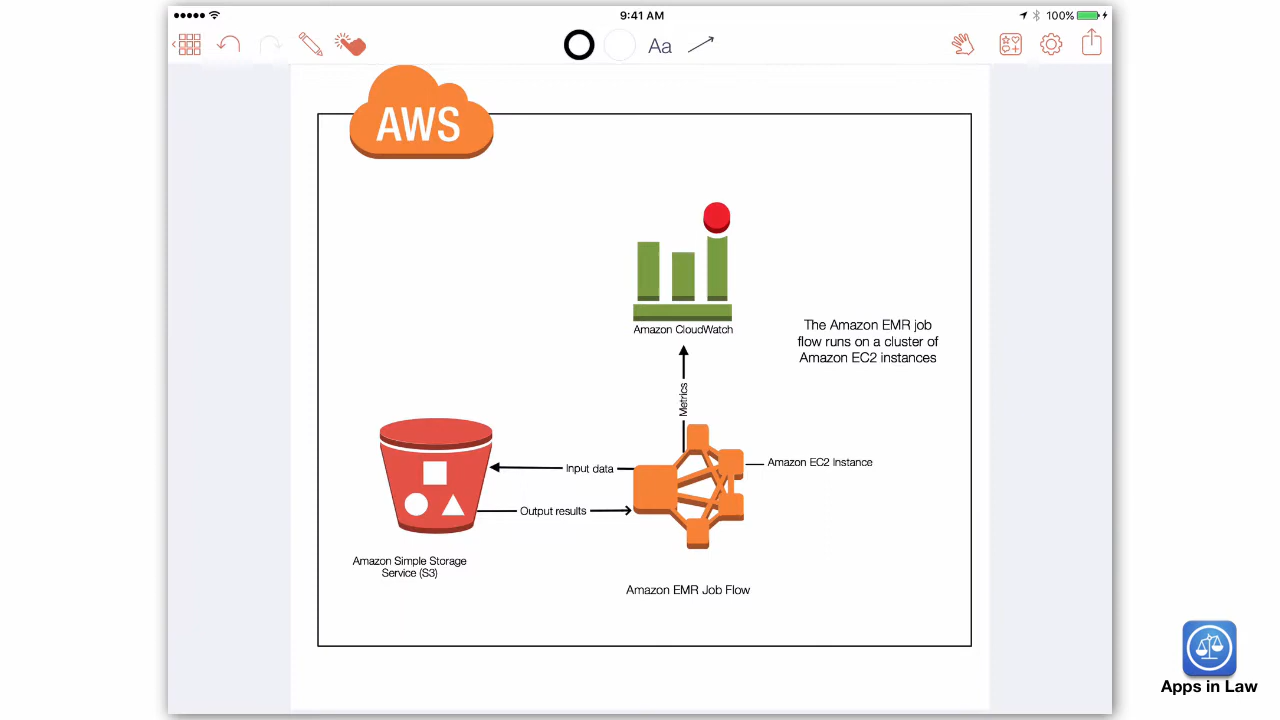 9:41 AM
100%
Aa
AWS
Amazon CloudWatch
The Amazon EMR job
flow runs on a cluster of
Amazon EC2 instances
Metrics
Input data
Amazon EC2 Instance
Output results
Amazon Simple Storage
Service (S3)
Amazon EMR Job Flow
Apps in Law